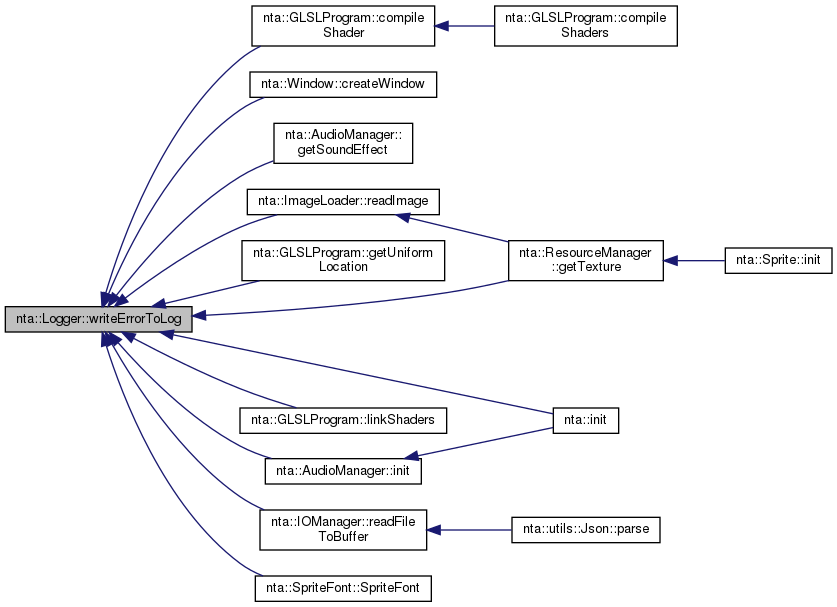 nta::GLSLProgram::compile
Shader
nta::GLSLProgram::compile
Shaders
nta::Window::createWindow
nta::AudioManager::
getSoundEffect
nta::ImageLoader::readImage
nta::GLSLProgram::getUniform
Location
nta::ResourceManager
::getTexture
nta::Sprite::init
nta::Logger::writeErrorToLog
nta::GLSLProgram::linkShaders
nta::init
nta::AudioManager::init
nta::IOManager::readFile
ToBuffer
nta::utils::Json::parse
nta::SpriteFont::SpriteFont